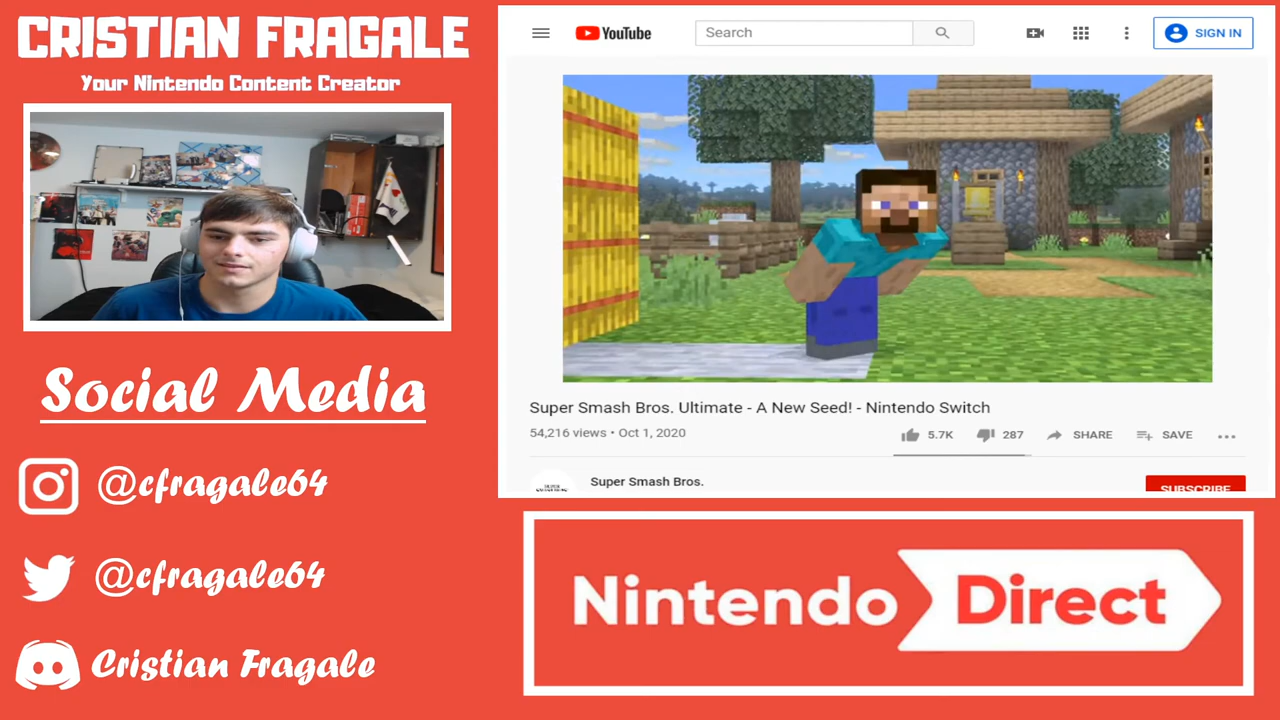 CRISTIAN FRAGALE
Your Nintendo Content Creator
Social Media
@cfragale64
@cfragale64
Cristian Fragale
YouTube
Search
SIGN IN
Super Smash Bros. Ultimate - A New Seed! - Nintendo Switch
54,216 views • Oct 1, 2020
5.7K
287
SHARE
SAVE
Super Smash Bros.
SUBSCRIBE
Nintendo Direct